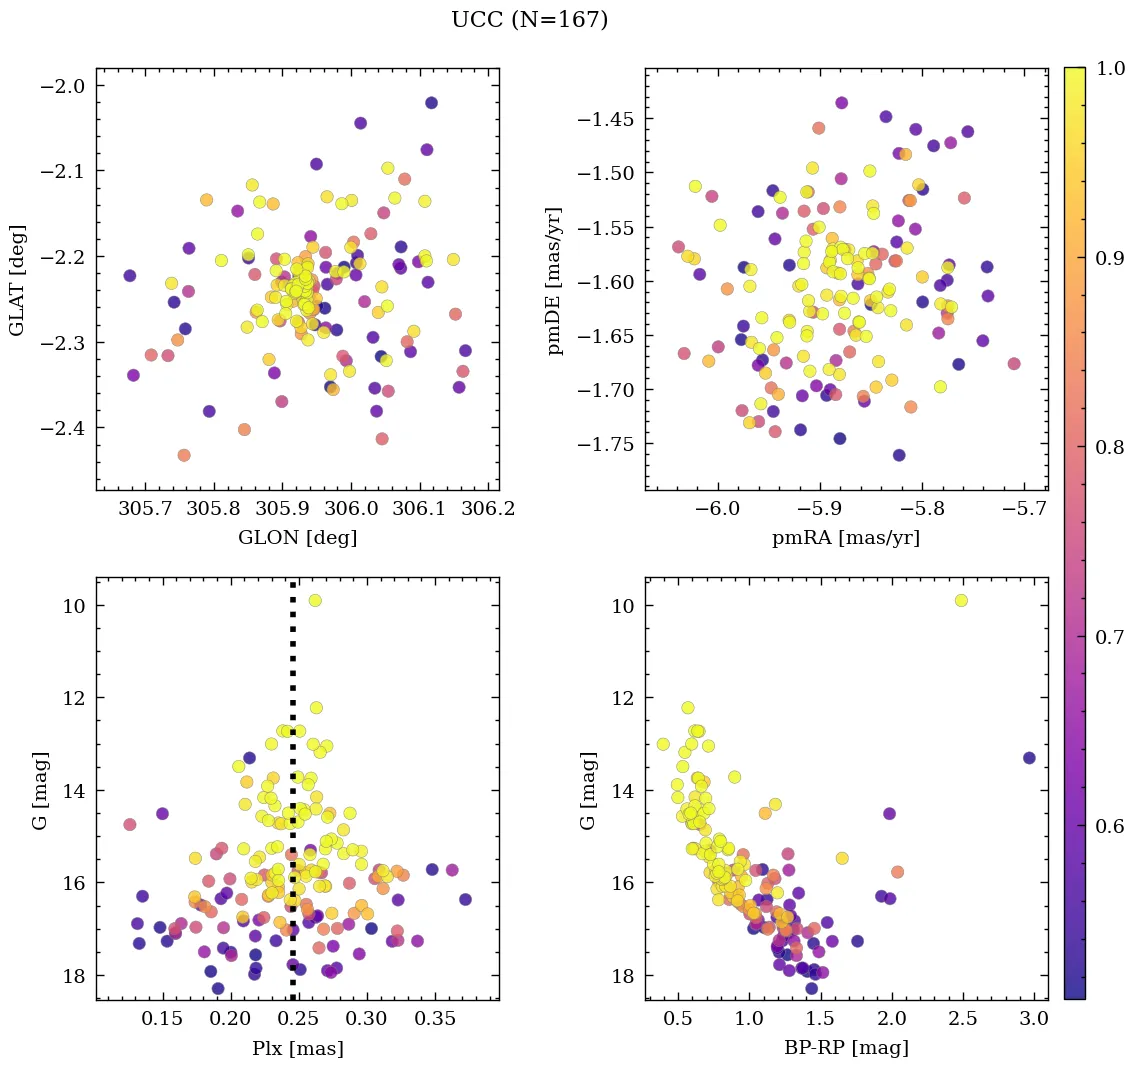 UCC (N=167)
−2.0
−2.1
−2.2
−2.3
−2.4
GLAT [deg]
305.7 305.8 305.9 306.0 306.1 306.2
GLON [deg]
−1.45
−1.50
−1.55
−1.60
−1.65
−1.70
−1.75
pmDE [mas/yr]
−6.0 −5.9 −5.8 −5.7
pmRA [mas/yr]
10
12
14
16
18
G [mag]
0.15 0.20 0.25 0.30 0.35
Plx [mas]
10
12
14
16
18
G [mag]
0.5 1.0 1.5 2.0 2.5 3.0
BP-RP [mag]
1.0
0.9
0.8
0.7
0.6